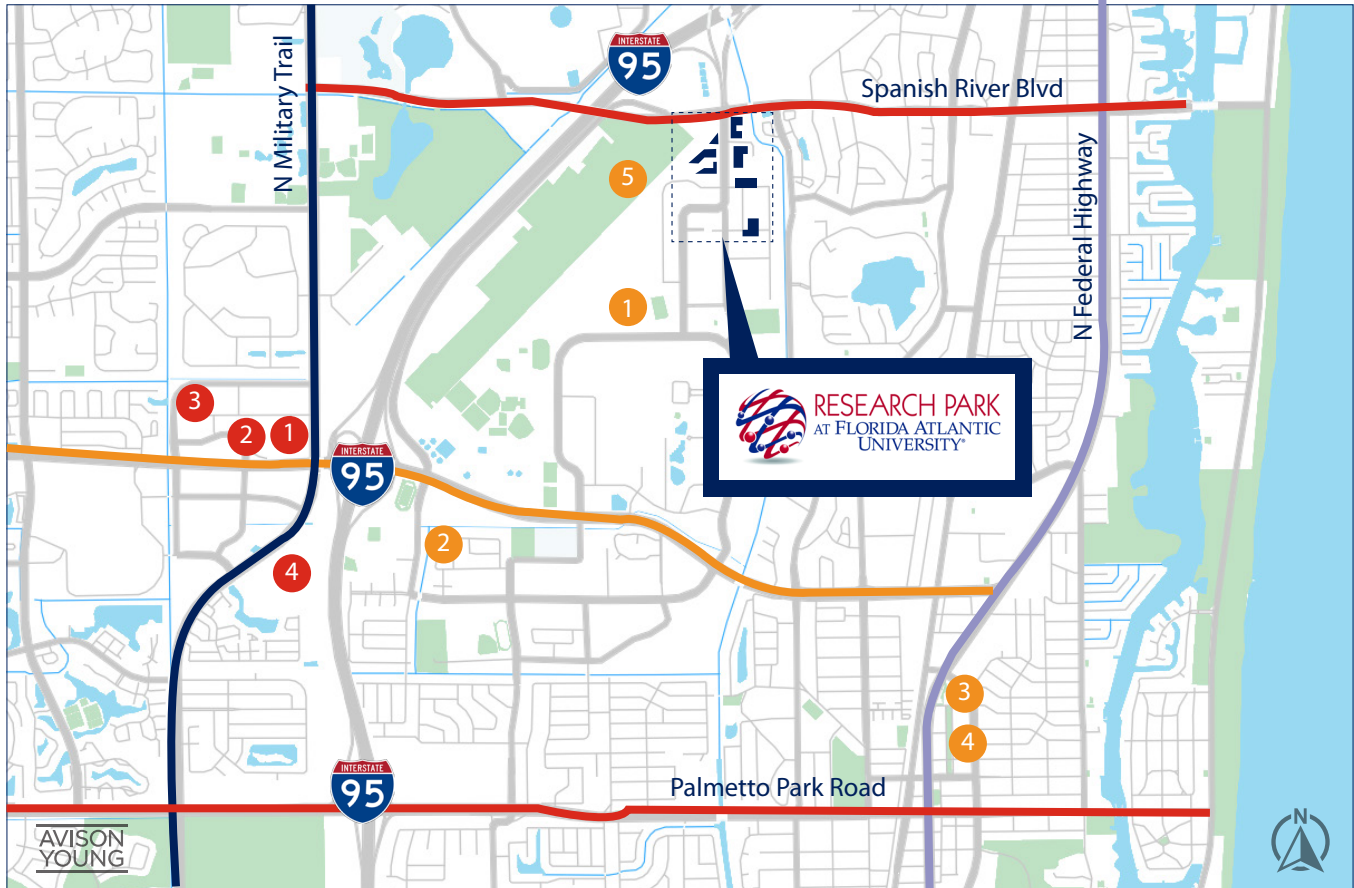 INTERSTATE
95
N Military Trail
Spanish River Blvd
N Federal Highway
5
1
RESEARCH PARK
AT FLORIDA ATLANTIC
UNIVERSITY®
3
2
1
INTERSTATE
95
2
4
3
4
INTERSTATE
95
Palmetto Park Road
AVISON
YOUNG
N